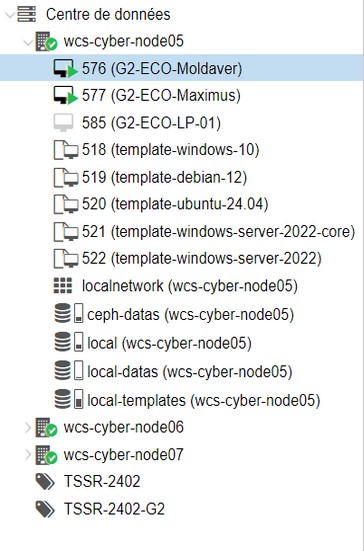 Centre de données
wcs-cyber-node05
576 (G2-ECO-Moldaver)
577 (G2-ECO-Maximus)
585 (G2-ECO-LP-01)
518 (template-windows-10)
519 (template-debian-12)
520 (template-ubuntu-24.04)
521 (template-windows-server-2022-core)
522 (template-windows-server-2022)
localnetwork (wcs-cyber-node05)
ceph-datas (wcs-cyber-node05)
local (wcs-cyber-node05)
local-datas (wcs-cyber-node05)
local-templates (wcs-cyber-node05)
wcs-cyber-node06
wcs-cyber-node07
TSSR-2402
TSSR-2402-G2